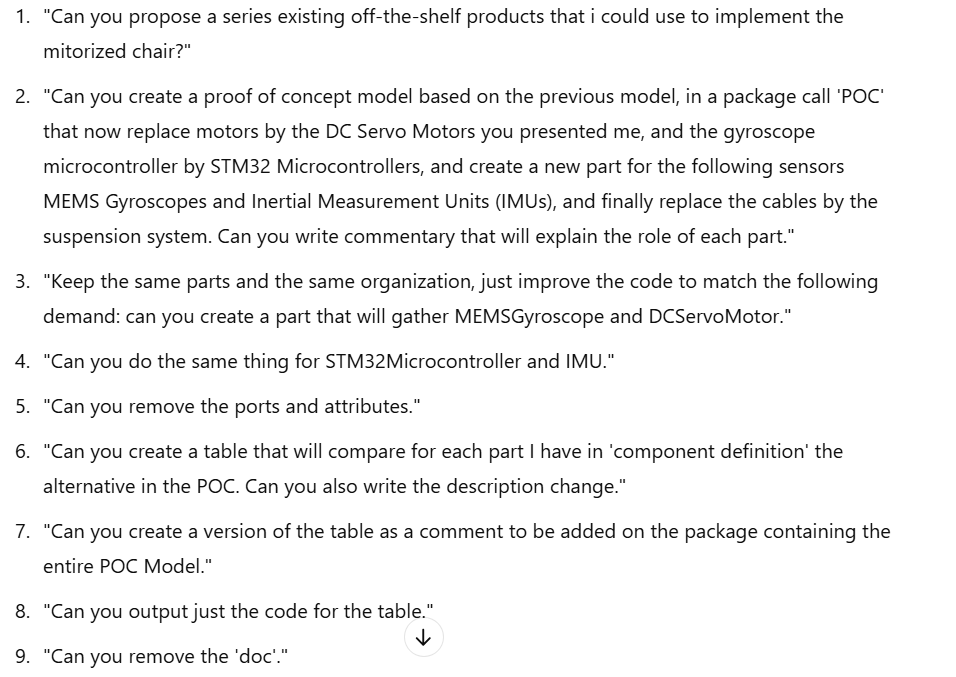 1. "Can you propose a series existing off-the-shelf products that i could use to implement the
mitorized chair?"
2. "Can you create a proof of concept model based on the previous model, in a package call 'POC'
that now replace motors by the DC Servo Motors you presented me, and the gyroscope
microcontroller by STM32 Microcontrollers, and create a new part for the following sensors
MEMS Gyroscopes and Inertial Measurement Units (IMUs), and finally replace the cables by the
suspension system. Can you write commentary that will explain the role of each part."
3. "Keep the same parts and the same organization, just improve the code to match the following
demand: can you create a part that will gather MEMSGyroscope and DCServoMotor."
4. "Can you do the same thing for STM32Microcontroller and IMU."
5. "Can you remove the ports and attributes."
6. "Can you create a table that will compare for each part I have in 'component definition' the
alternative in the POC. Can you also write the description change."
7. "Can you create a version of the table as a comment to be added on the package containing the
entire POC Model."
8. "Can you output just the code for the table."
9. "Can you remove the 'doc'."